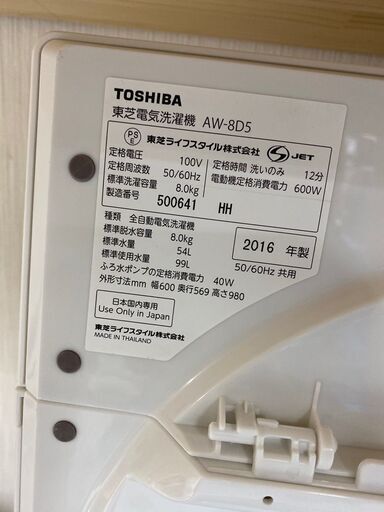 TOSHIBA
東芝電気洗濯機 AW-8D5
PS E 東芝ライフスタイル株式会社 S JET
定格電圧 100V 定格時間 洗いのみ 12分
定格周波数 50/60Hz 電動機定格消費電力 600W
標準洗濯容量 8.0kg
製造番号 500641 HH
種類 全自動電気洗濯機
標準脱水容量 8.0kg
標準水量 54L
標準使用水量 99L
2016 年製
50/60Hz 共用
ふろ水ポンプの定格消費電力 40W
外形寸法mm 幅600 奥行569 高さ980
日本国内専用
Use Only in Japan
東芝ライフスタイル株式会社
MADE IN THAILAND